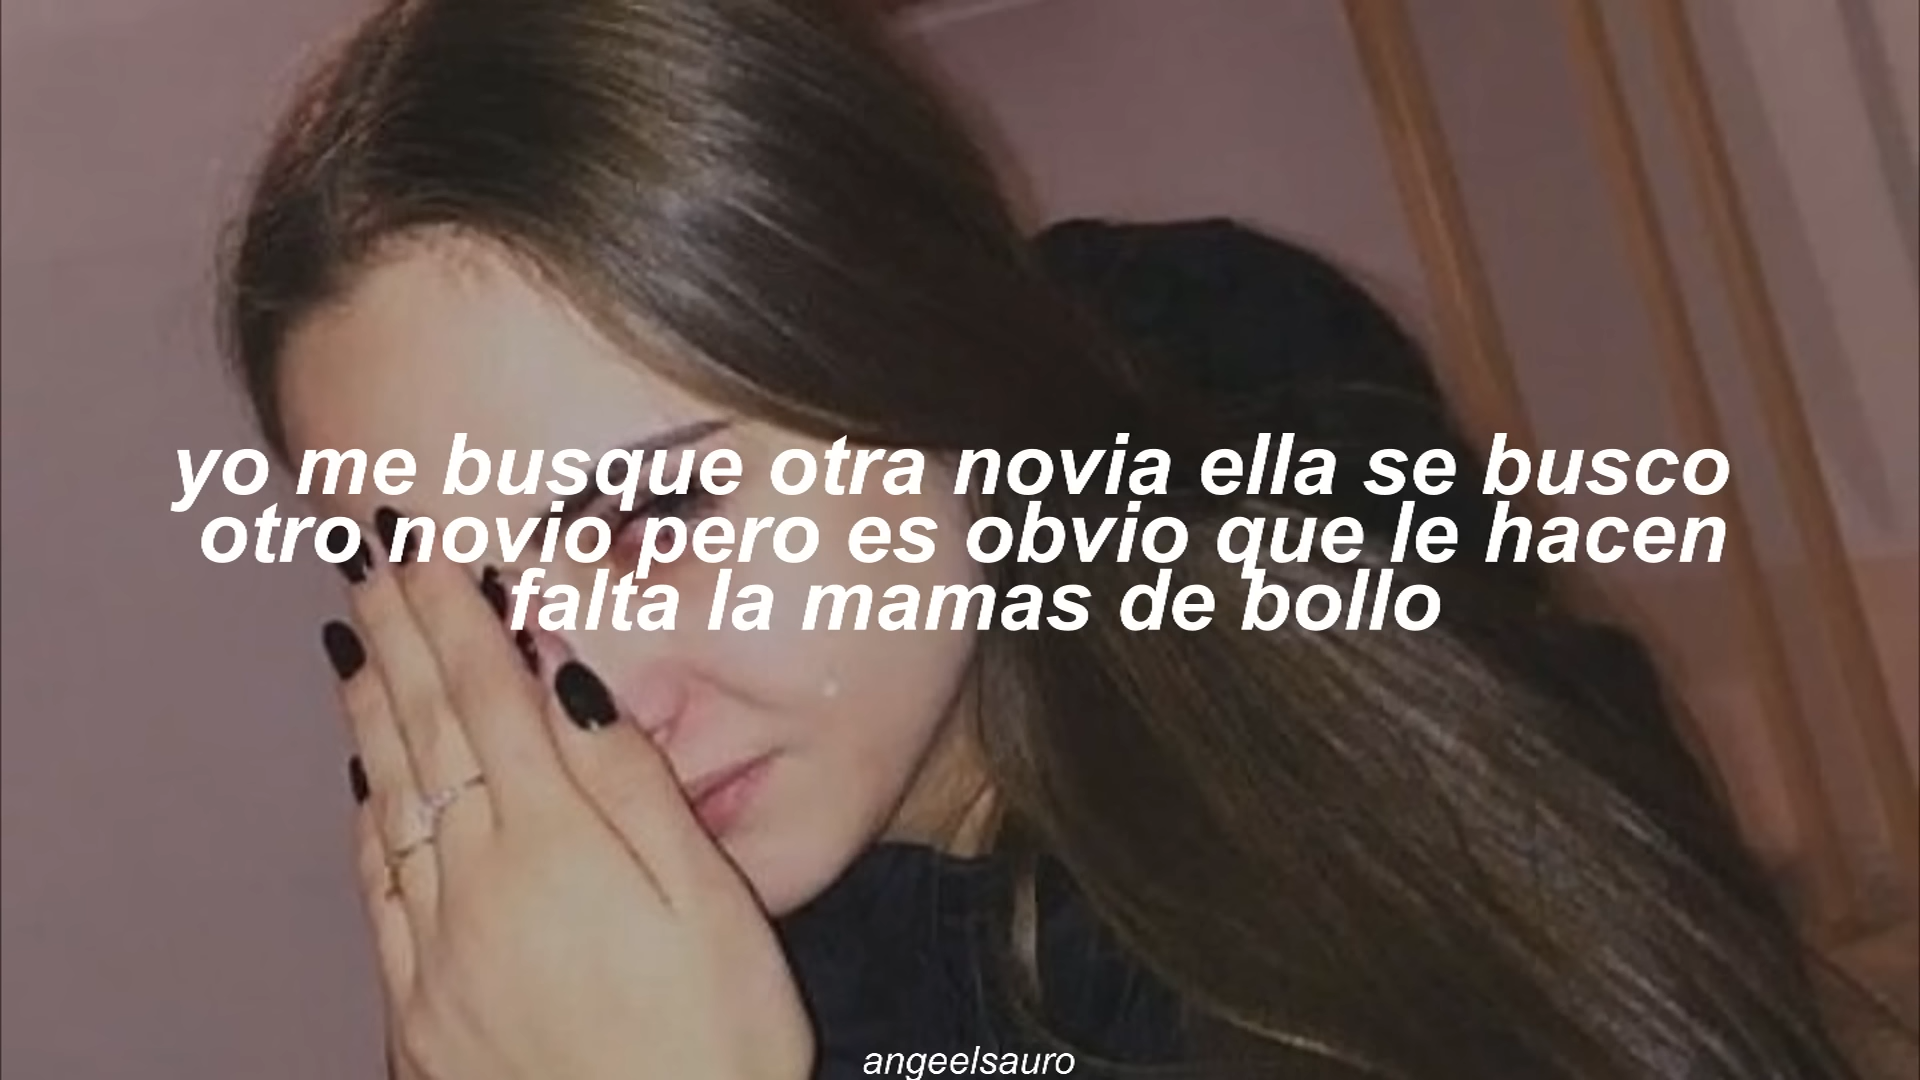 yo me busque otra novia ella se busco
otro novio pero es obvio que le hacen
falta la mamas de bollo
angeelsauro